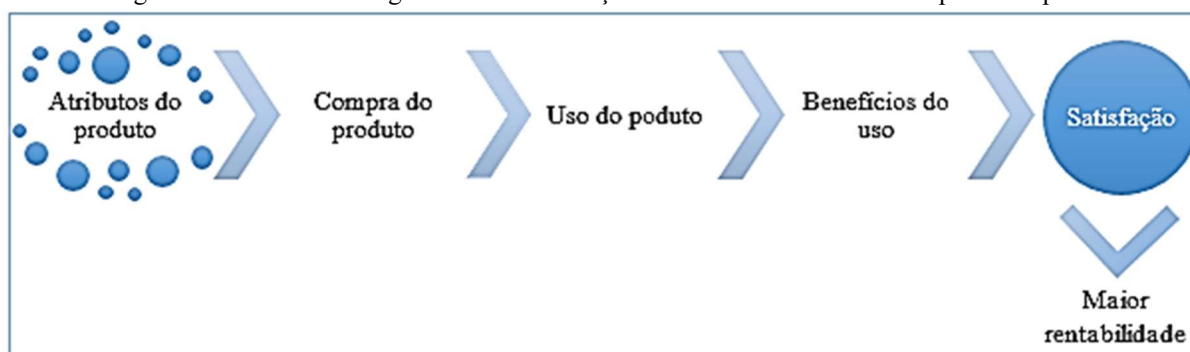 Atributos do
produto
Compra do
produto
Uso do poduto
Benefícios do
uso
Satisfação
Maior
rentabilidade